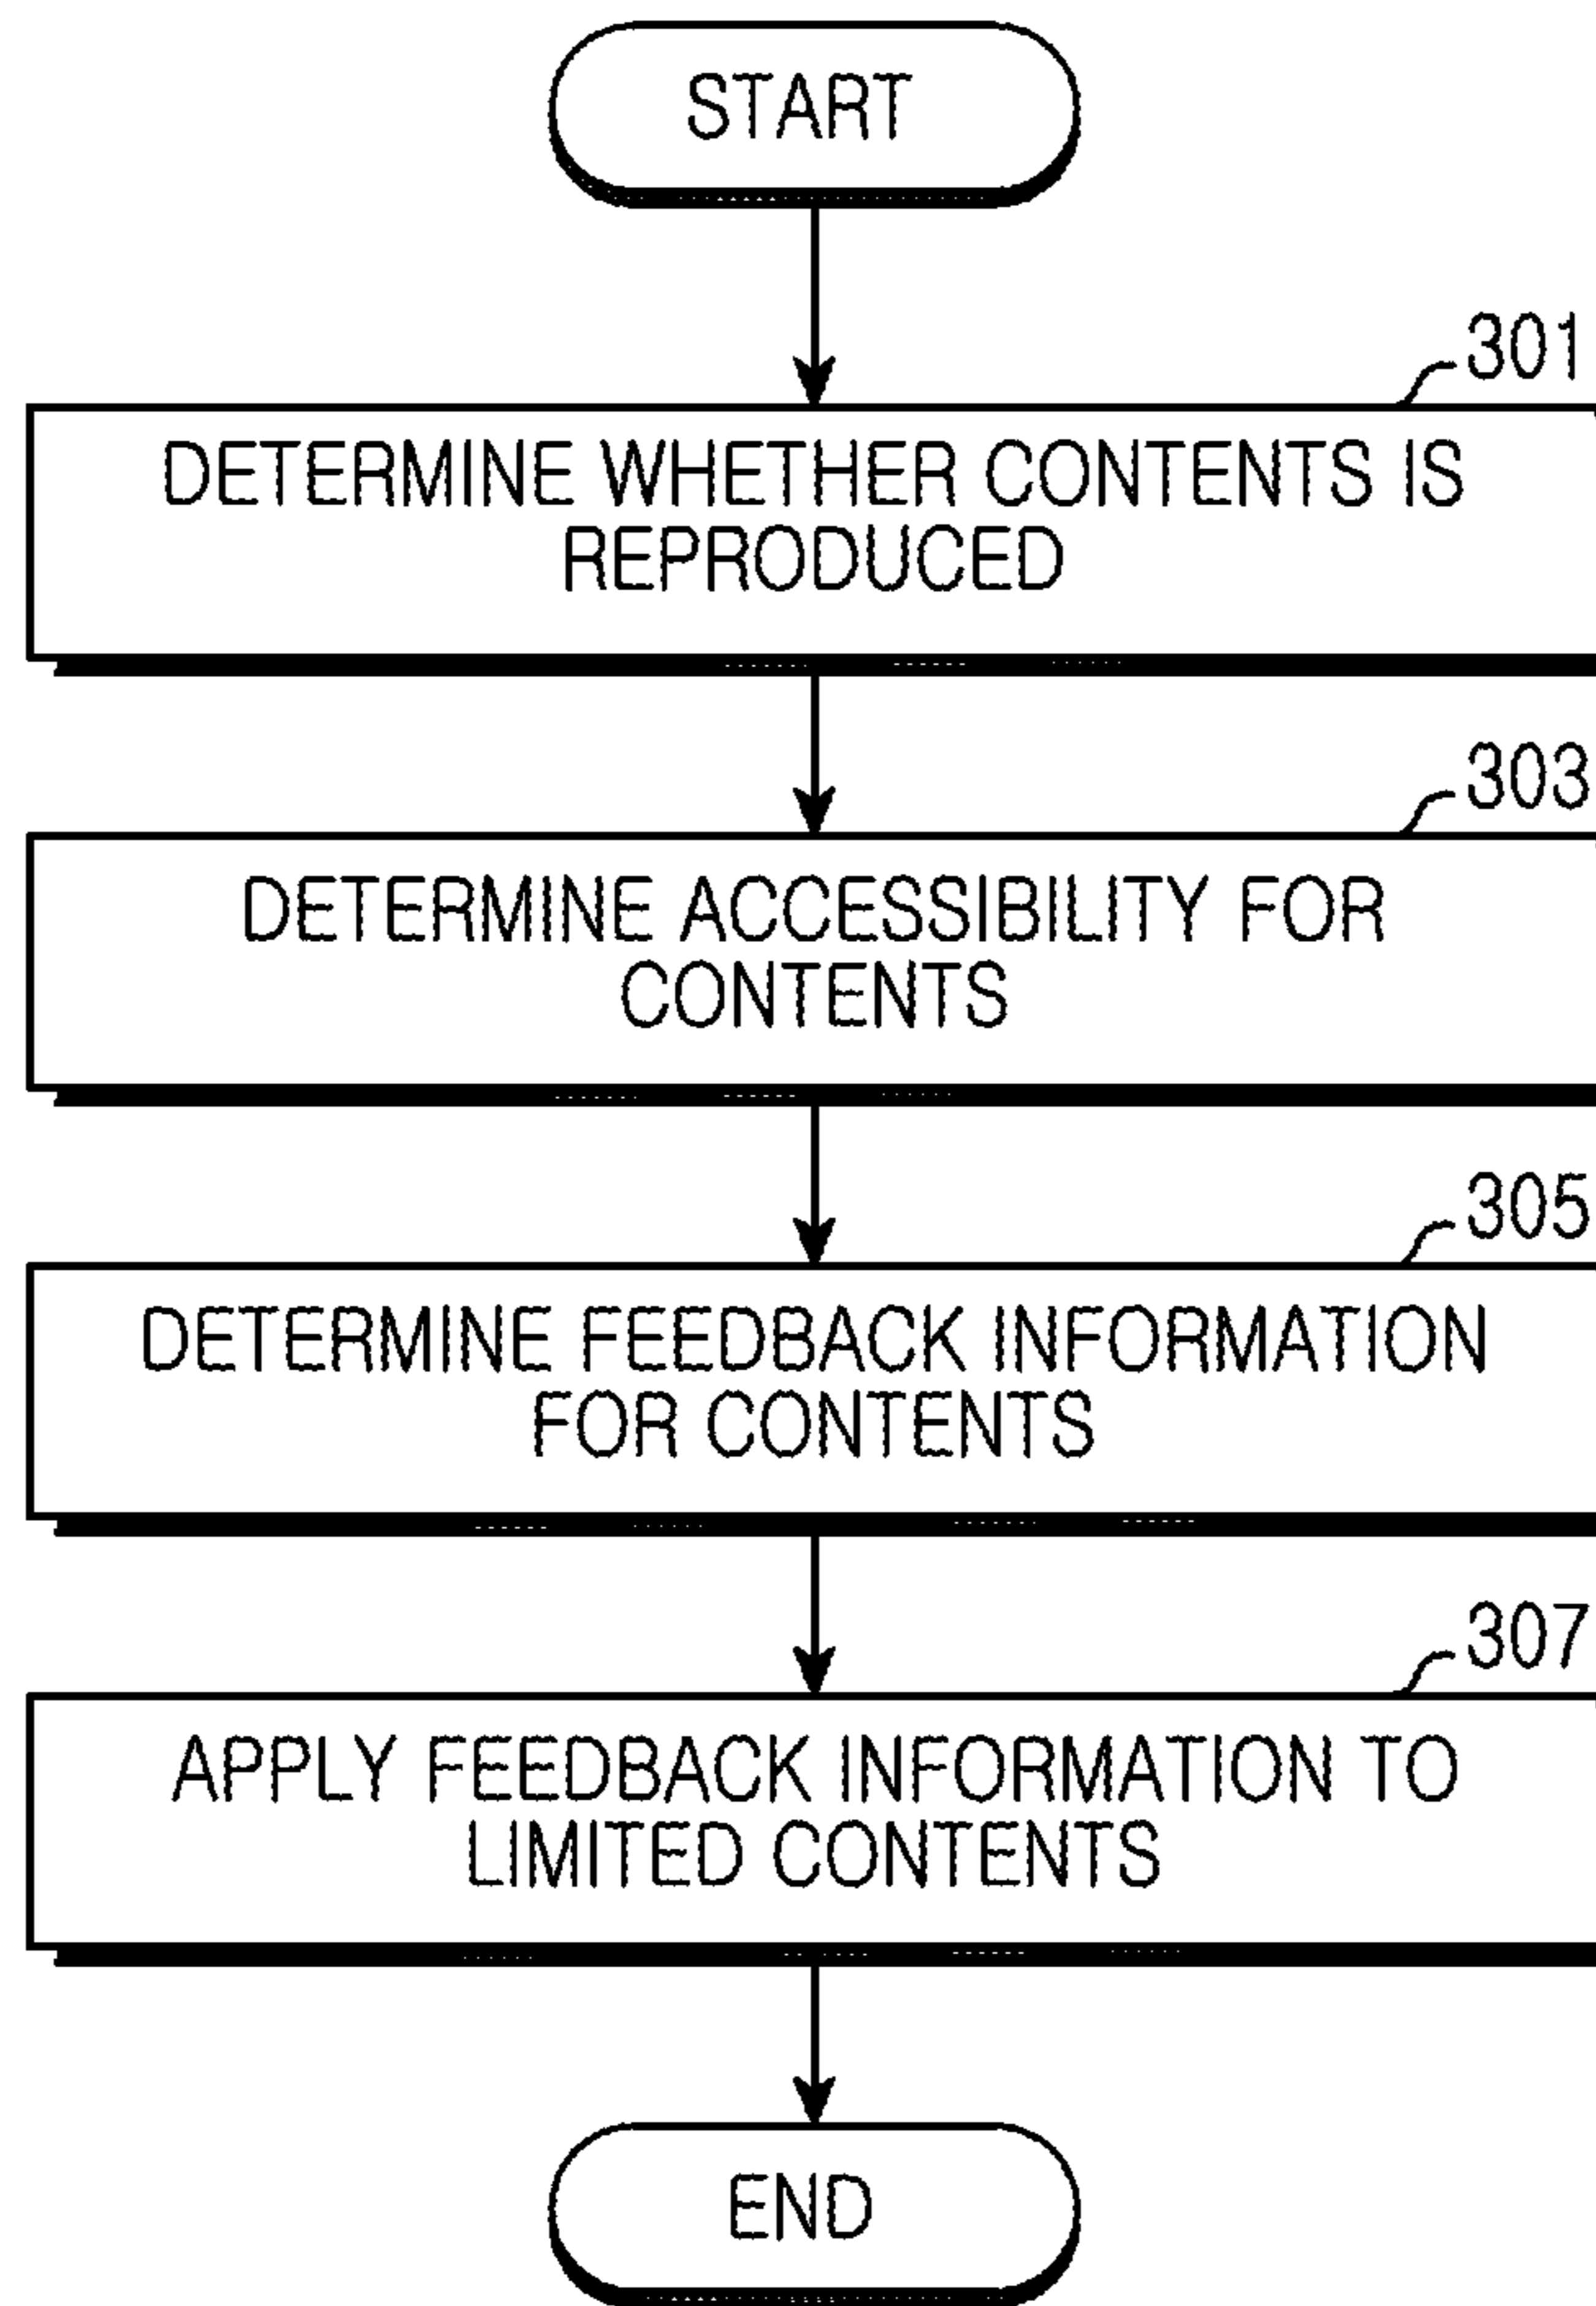 START
301
DETERMINE WHETHER CONTENTS IS
REPRODUCED
303
DETERMINE ACCESSIBILITY FOR
CONTENTS
305
DETERMINE FEEDBACK INFORMATION
FOR CONTENTS
307
APPLY FEEDBACK INFORMATION TO
LIMITED CONTENTS
END